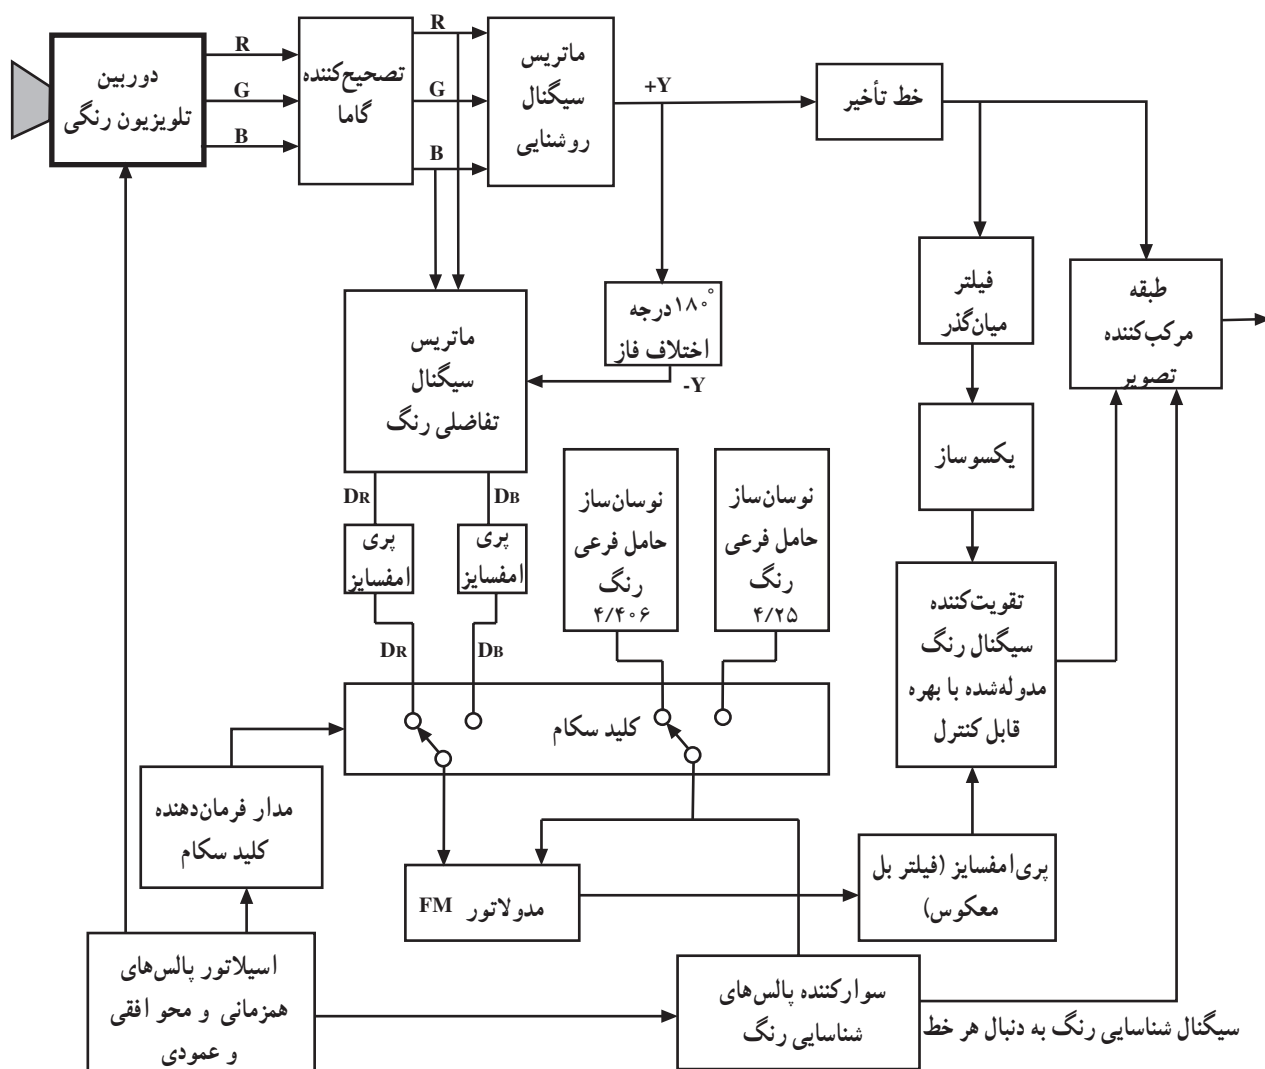 دوربین
تلویزیون رنگی
R
G
B
تصحیح‌کننده
گاما
R
G
B
ماتریس
سیگنال
روشنایی
+Y
خط تأخیر
فیلتر
میان‌گذر
طبقه
مرکب‌کننده
تصویر
۱۸۰° درجه
اختلاف فاز
-Y
ماتریس
سیگنال
تفاضلی رنگ
یکسوساز
DR
DB
پری
امفسایز
پری
امفسایز
نوسان‌ساز
حامل فرعی
رنگ
۴/۴۰۶
نوسان‌ساز
حامل فرعی
رنگ
۴/۲۵
DR
DB
تقویت‌کننده
سیگنال رنگ
مدوله‌شده با بهره
قابل کنترل
کلید سکام
مدار فرمان‌دهنده
کلید سکام
مدولاتور FM
پری‌امفسایز (فیلتر بل
معکوس)
اسیلاتور پالس‌های
همزمانی و محو افقی
و عمودی
سوارکننده پالس‌های
شناسایی رنگ
سیگنال شناسایی رنگ به دنبال هر خط